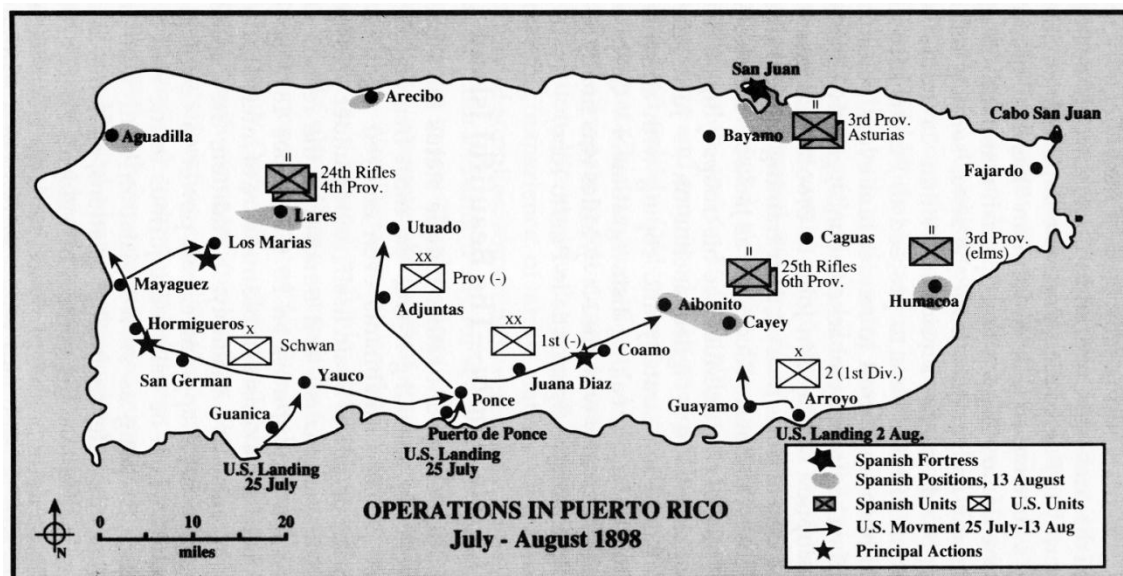 San Juan
Cabo San Juan
Arecibo
Aguadilla
Bayamo
II
3rd Prov.
Asturias
Fajardo
II
24th Rifles
4th Prov.
Lares
Utuado
Los Marias
Caguas
II
3rd Prov.
(elms)
II
25th Rifles
6th Prov.
XX
Prov (-)
Mayaguez
Adjuntas
Aibonito
Humacoa
Cayey
Hormigueros
X
Schwan
XX
1st (-)
Coamo
San German
Juana Diaz
X
2 (1st Div.)
Yauco
Ponce
Guanica
Guayamo
Arroyo
Puerto de Ponce
U.S. Landing
25 July
U.S. Landing
25 July
U.S. Landing 2 Aug.
OPERATIONS IN PUERTO RICO
July - August 1898
N
0 10 20
miles
Spanish Fortress
Spanish Positions, 13 August
Spanish Units U.S. Units
U.S. Movment 25 July-13 Aug
Principal Actions